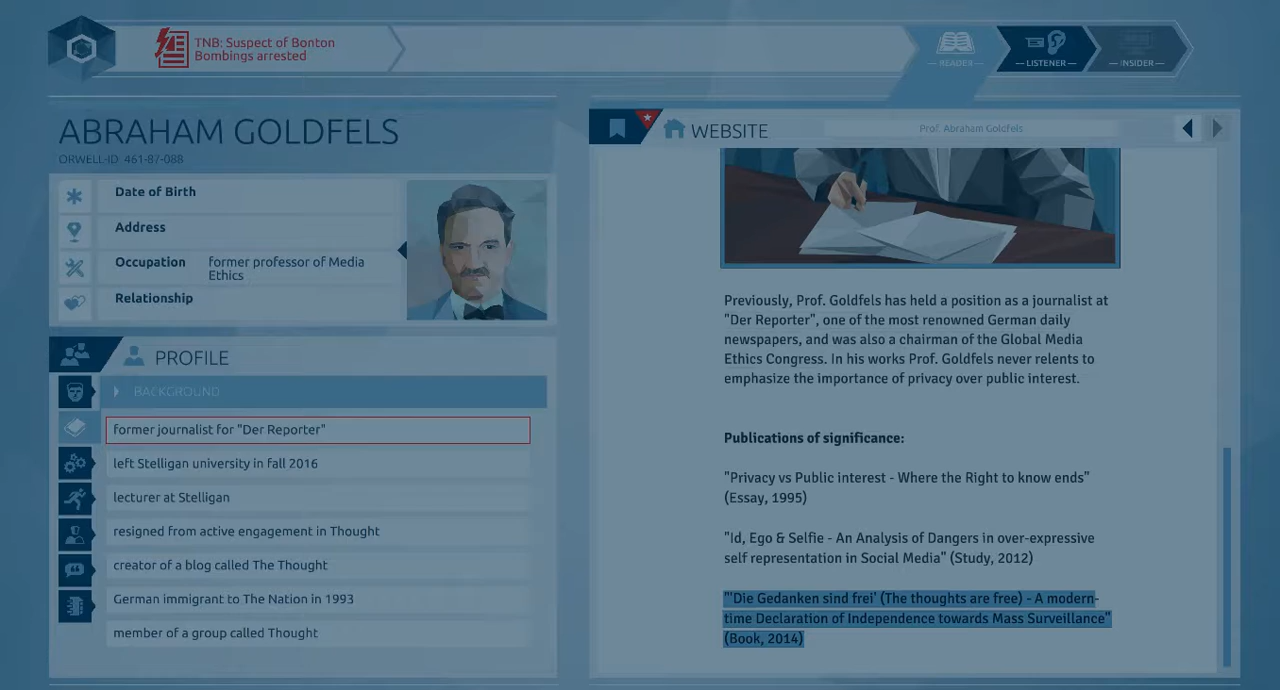 TNB: Suspect of Bonton
Bombings arrested
— READER —
— LISTENER —
— INSIDER —
ABRAHAM GOLDFELS
ORWELL-ID 461-87-088
Date of Birth
Address
Occupation former professor of Media
Ethics
Relationship
PROFILE
BACKGROUND
former journalist for "Der Reporter"
left Stelligan university in fall 2016
lecturer at Stelligan
resigned from active engagement in Thought
creator of a blog called The Thought
German immigrant to The Nation in 1993
member of a group called Thought
WEBSITE
Prof. Abraham Goldfels
Previously, Prof. Goldfels has held a position as a journalist at
"Der Reporter", one of the most renowned German daily
newspapers, and was also a chairman of the Global Media
Ethics Congress. In his works Prof. Goldfels never relents to
emphasize the importance of privacy over public interest.
Publications of significance:
"Privacy vs Public interest - Where the Right to know ends"
(Essay, 1995)
"Id, Ego & Selfie - An Analysis of Dangers in over-expressive
self representation in Social Media" (Study, 2012)
"'Die Gedanken sind frei' (The thoughts are free) - A modern-
time Declaration of Independence towards Mass Surveillance"
(Book, 2014)